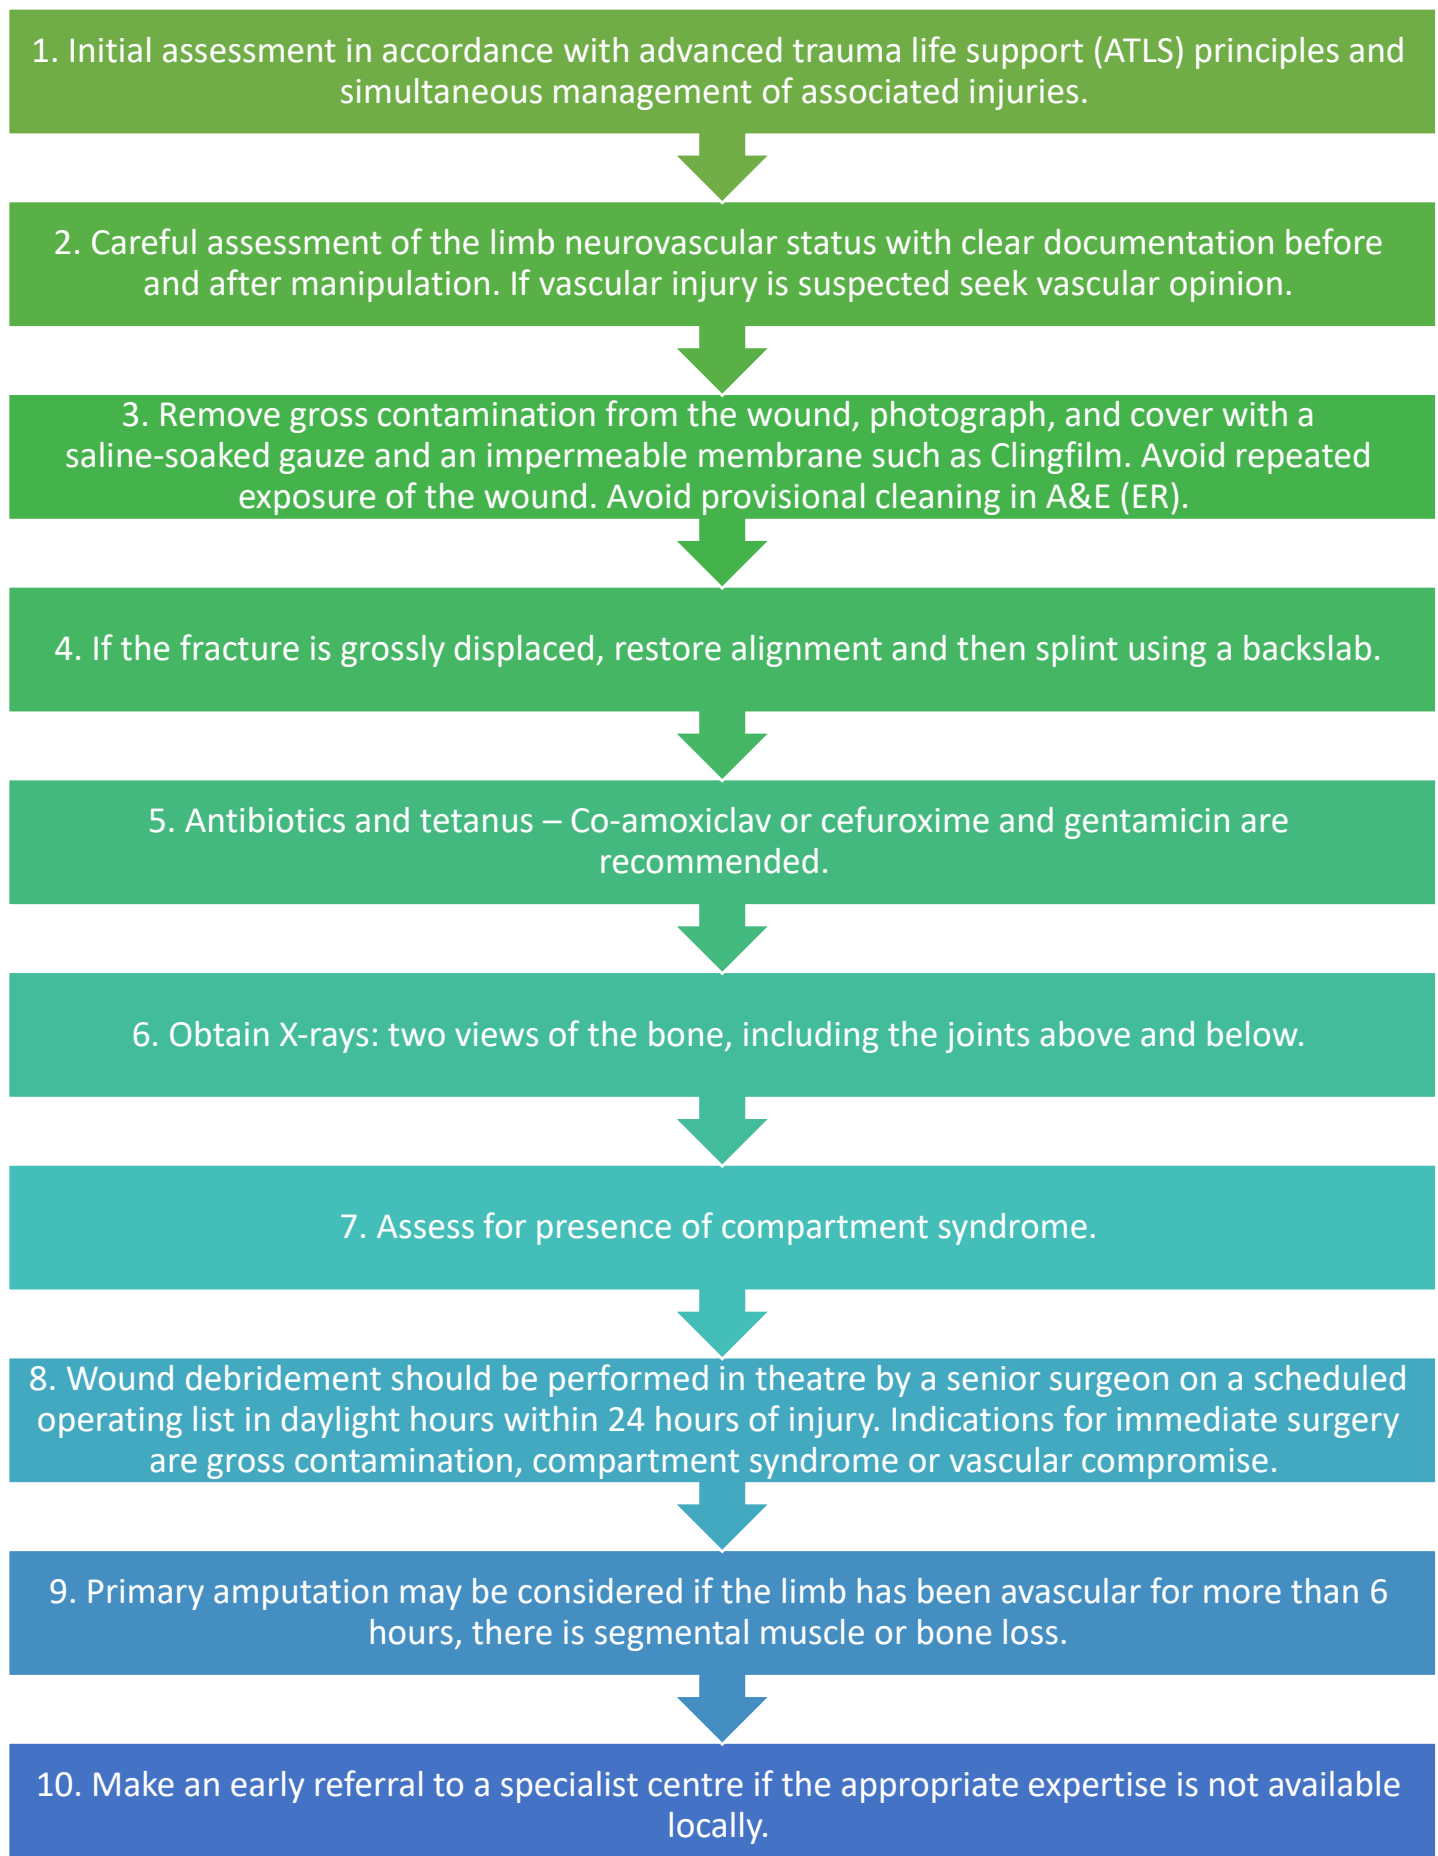 1. Initial assessment in accordance with advanced trauma life support (ATLS) principles and
simultaneous management of associated injuries.
2. Careful assessment of the limb neurovascular status with clear documentation before
and after manipulation. If vascular injury is suspected seek vascular opinion.
3. Remove gross contamination from the wound, photograph, and cover with a
saline-soaked gauze and an impermeable membrane such as Clingfilm. Avoid repeated
exposure of the wound. Avoid provisional cleaning in A&E (ER).
4. If the fracture is grossly displaced, restore alignment and then splint using a backslab.
5. Antibiotics and tetanus – Co-amoxiclav or cefuroxime and gentamicin are
recommended.
6. Obtain X-rays: two views of the bone, including the joints above and below.
7. Assess for presence of compartment syndrome.
8. Wound debridement should be performed in theatre by a senior surgeon on a scheduled
operating list in daylight hours within 24 hours of injury. Indications for immediate surgery
are gross contamination, compartment syndrome or vascular compromise.
9. Primary amputation may be considered if the limb has been avascular for more than 6
hours, there is segmental muscle or bone loss.
10. Make an early referral to a specialist centre if the appropriate expertise is not available
locally.